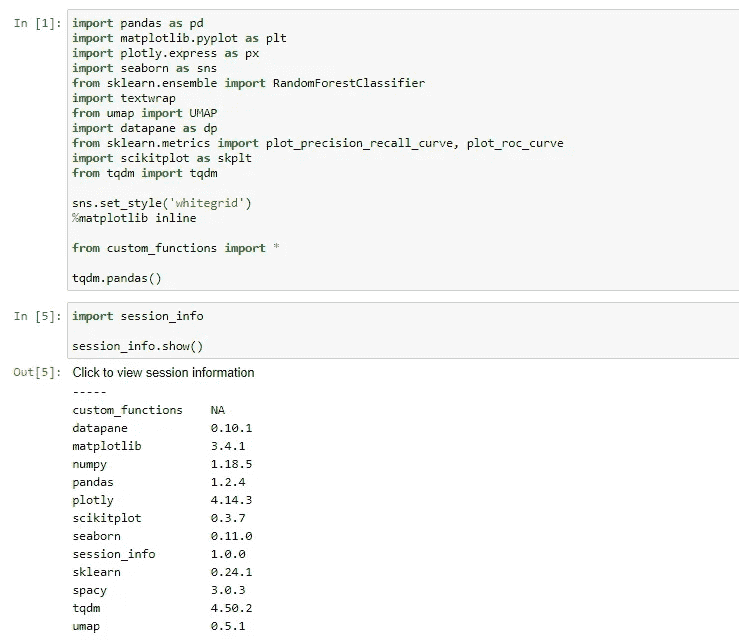 In [1]: import pandas as pd
import matplotlib.pyplot as plt
import plotly.express as px
import seaborn as sns
from sklearn.ensemble import RandomForestClassifier
import textwrap
from umap import UMAP
import datapane as dp
from sklearn.metrics import plot_precision_recall_curve, plot_roc_curve
import scikitplot as skplt
from tqdm import tqdm
sns.set_style('whitegrid')
%matplotlib inline
from custom_functions import *
tqdm.pandas()
In [5]: import session_info
session_info.show()
Out[5]: Click to view session information
-----
custom_functions NA
datapane 0.10.1
matplotlib 3.4.1
numpy 1.18.5
pandas 1.2.4
plotly 4.14.3
scikitplot 0.3.7
seaborn 0.11.0
session_info 1.0.0
sklearn 0.24.1
spacy 3.0.3
tqdm 4.50.2
umap 0.5.1